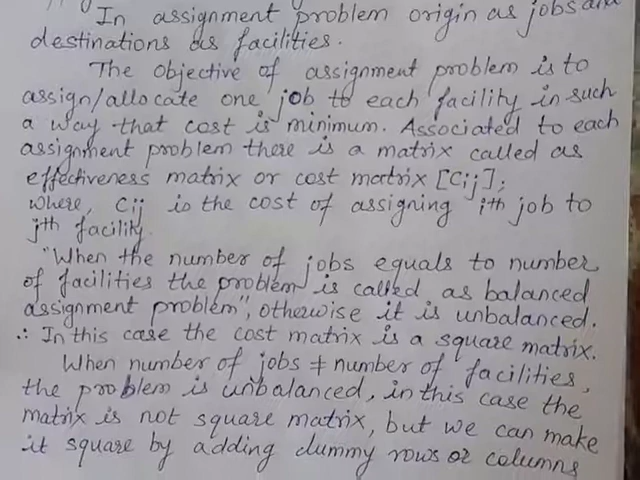 In assignment problem origin as jobs and
destinations as facilities.
The objective of assignment problem is to
assign/allocate one job to each facility in such
a way that cost is minimum. Associated to each
assignment problem there is a matrix called as
effectiveness matrix or cost matrix [Cij];
where, Cij is the cost of assigning ith job to
jth facility.
"When the number of jobs equals to number
of facilities the problem is called as balanced
assignment problem", otherwise it is unbalanced.
∴ In this case the cost matrix is a square matrix.
When number of jobs ≠ number of facilities,
the problem is unbalanced, in this case the
matrix is not square matrix, but we can make
it square by adding dummy rows or columns